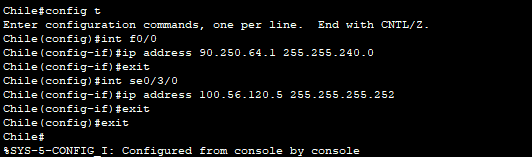 Chile#config t
Enter configuration commands, one per line.  End with CNTL/Z.
Chile(config)#int f0/0
Chile(config-if)#ip address 90.250.64.1 255.255.240.0
Chile(config-if)#exit
Chile(config)#int se0/3/0
Chile(config-if)#ip address 100.56.120.5 255.255.255.252
Chile(config-if)#exit
Chile(config)#exit
Chile#
%SYS-5-CONFIG_I: Configured from console by console